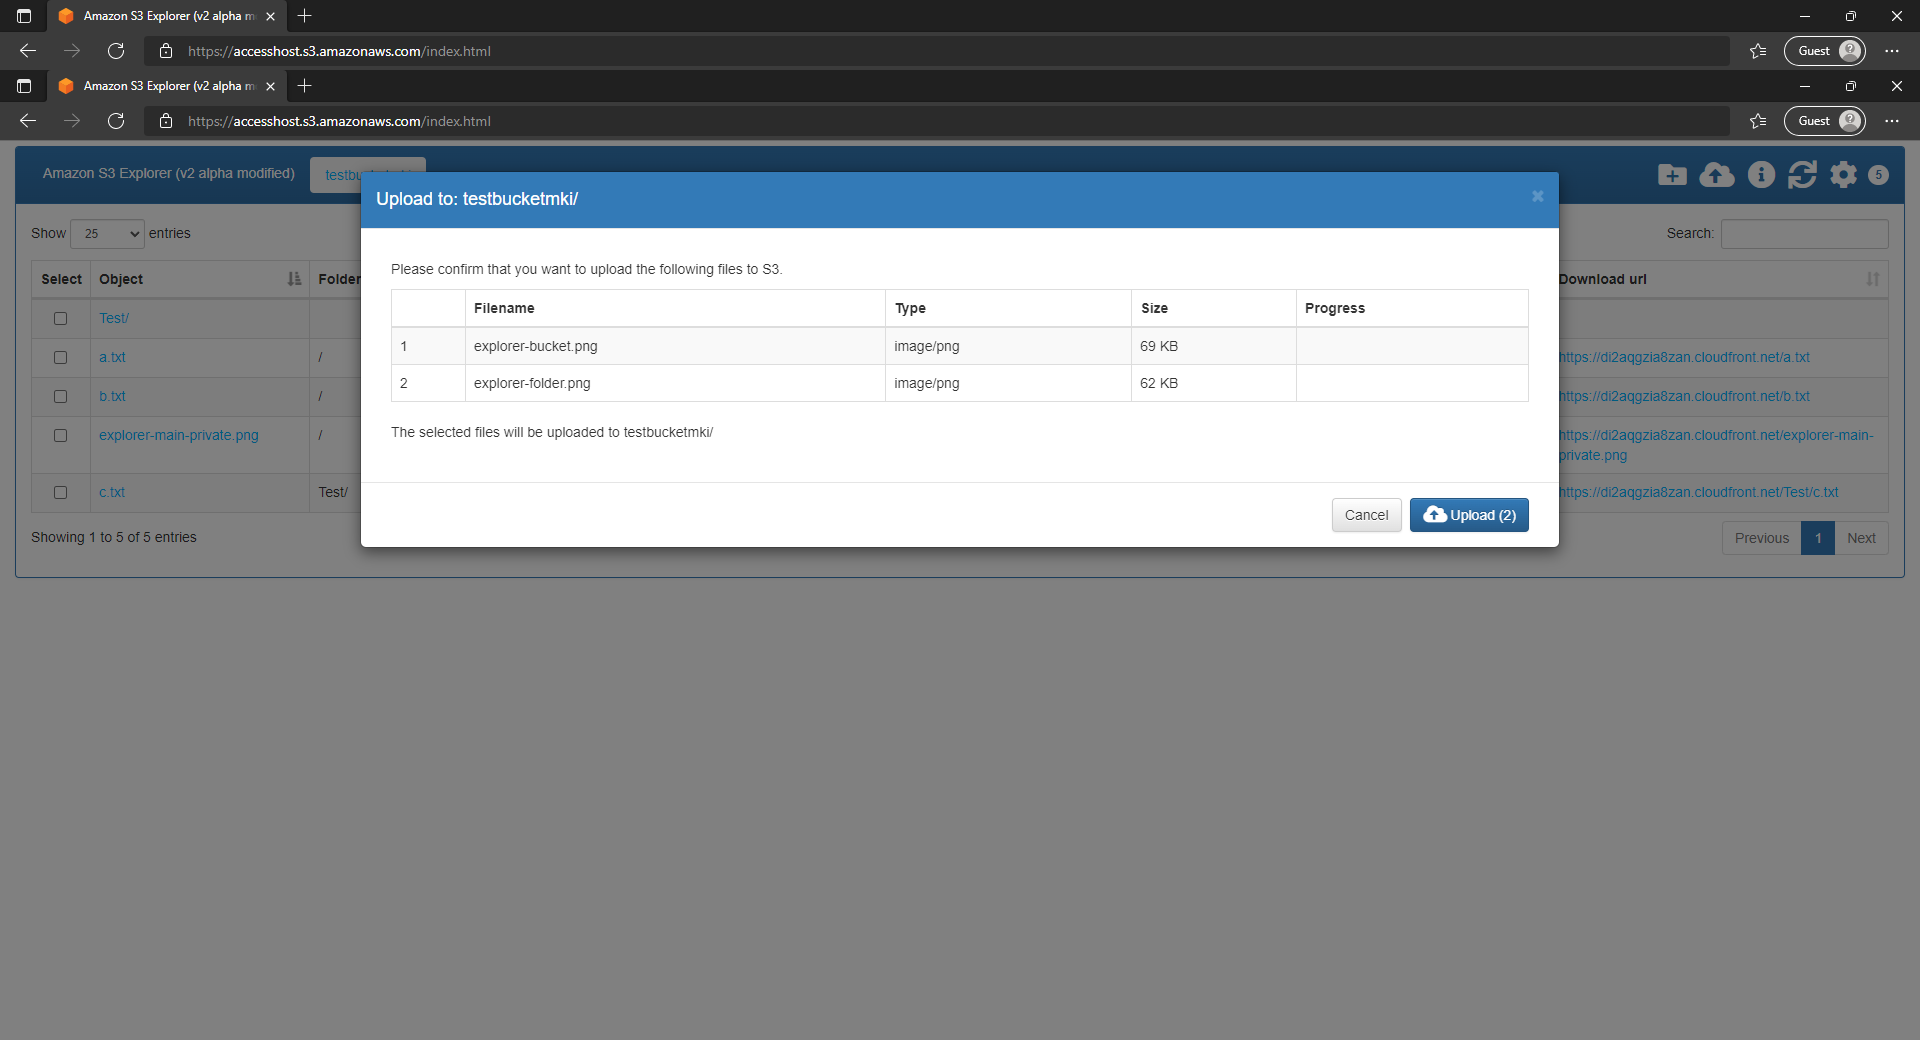 Amazon S3 Explorer (v2 alpha m
https://accesshost.s3.amazonaws.com/index.html
Guest
Amazon S3 Explorer (v2 alpha m
https://accesshost.s3.amazonaws.com/index.html
Guest
Amazon S3 Explorer (v2 alpha modified)
5
Upload to: testbucketmki/
Show 25 entries
Search:
Select Object Folder Download url
Please confirm that you want to upload the following files to S3.
Filename Type Size Progress
1 explorer-bucket.png image/png 69 KB
2 explorer-folder.png image/png 62 KB
The selected files will be uploaded to testbucketmki/
Cancel Upload (2)
Test/
a.txt / https://di2aqgzia8zan.cloudfront.net/a.txt
b.txt / https://di2aqgzia8zan.cloudfront.net/b.txt
explorer-main-private.png / https://di2aqgzia8zan.cloudfront.net/explorer-main-
private.png
c.txt Test/ https://di2aqgzia8zan.cloudfront.net/Test/c.txt
Showing 1 to 5 of 5 entries
Previous 1 Next